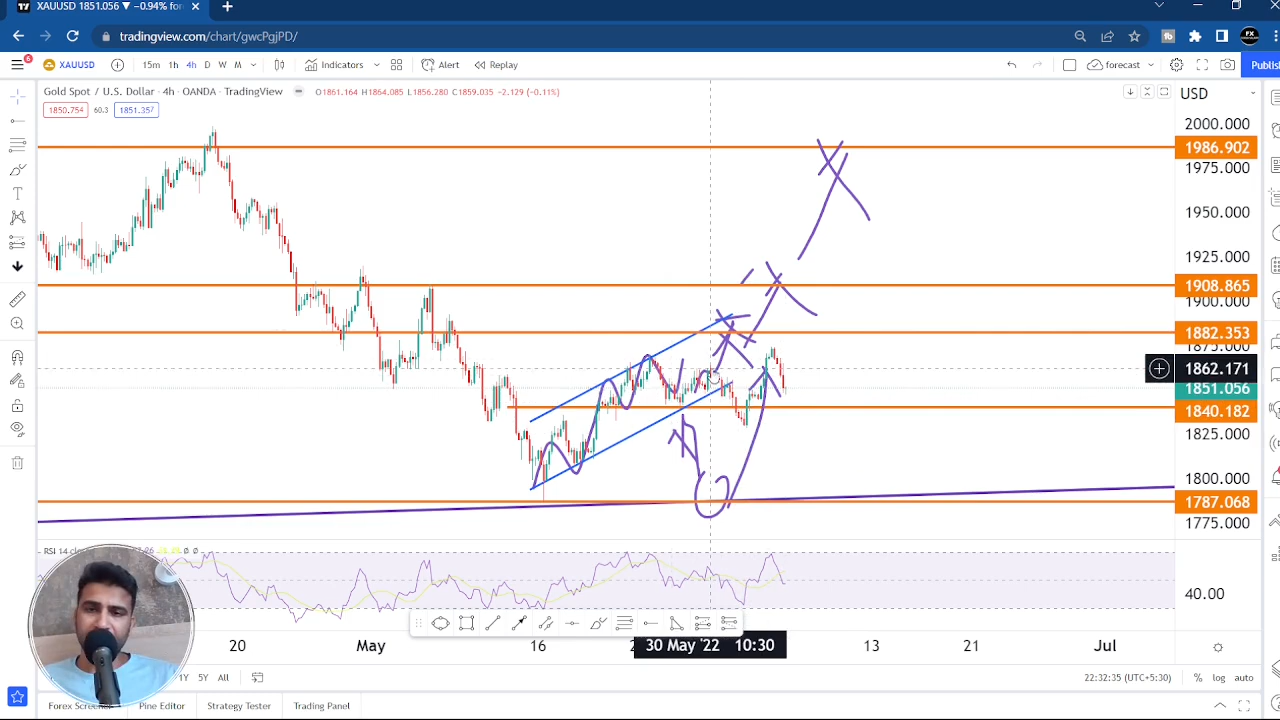 XAUUSD 1851.056 ▼ −0.94% for
tradingview.com/chart/gwcPgjPD/
XAUUSD 15m 1h 4h D W M Indicators Alert Replay forecast Publis
Gold Spot / U.S. Dollar · 4h · OANDA · TradingView O1861.164 H1864.085 L1856.280 C1859.035 −2.129 (−0.11%)
USD
1850.754 60.3 1851.357
2000.000
1986.902
1975.000
1950.000
1925.000
1908.865
1900.000
1882.353
1875.000
1862.171
1851.056
1840.182
1825.000
1800.000
1787.068
1775.000
RSI 14
40.00
20 May 16 30 May '22 10:30 13 21 Jul
1Y 5Y All 22:32:35 (UTC+5:30) % log auto
Forex Screener Pine Editor Strategy Tester Trading Panel